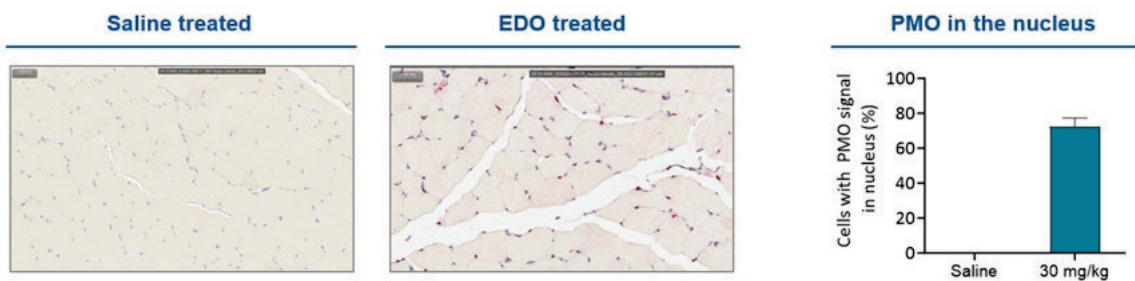 Saline treated
EDO treated
PMO in the nucleus
Cells with PMO signal
in nucleus (%)
100
80
60
40
20
0
Saline
30 mg/kg